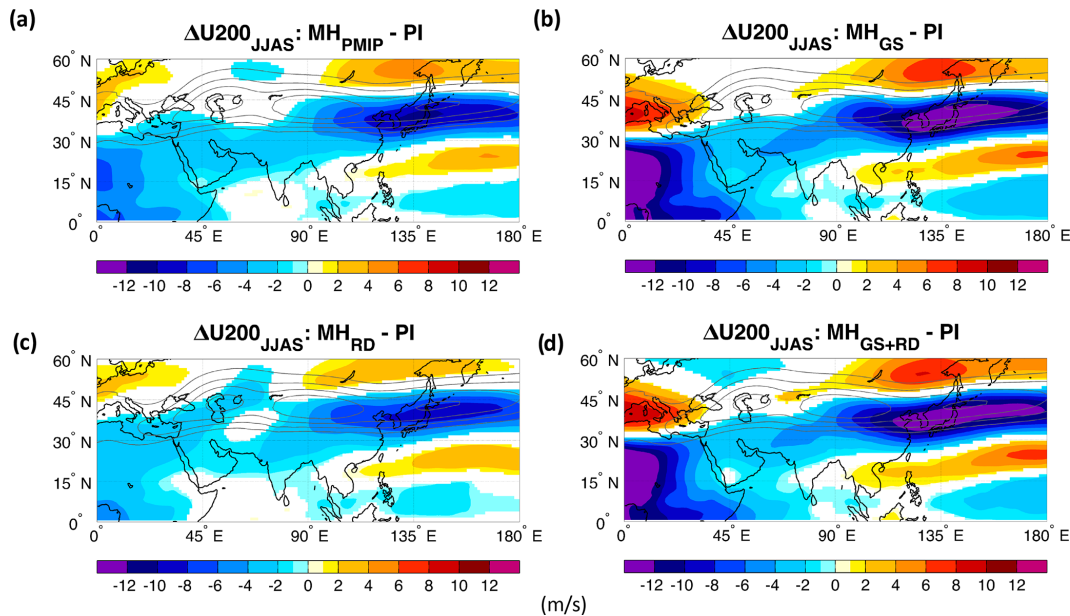 (a)
ΔU200JJAS: MHPMIP - PI
60° N
45° N
30° N
15° N
0°
0° 45° E 90° E 135° E 180° E
-12 -10 -8 -6 -4 -2 0 2 4 6 8 10 12
(b)
ΔU200JJAS: MHGS - PI
60° N
45° N
30° N
15° N
0°
0° 45° E 90° E 135° E 180° E
-12 -10 -8 -6 -4 -2 0 2 4 6 8 10 12
(c)
ΔU200JJAS: MHRD - PI
60° N
45° N
30° N
15° N
0°
0° 45° E 90° E 135° E 180° E
-12 -10 -8 -6 -4 -2 0 2 4 6 8 10 12
(d)
ΔU200JJAS: MHGS+RD - PI
60° N
45° N
30° N
15° N
0°
0° 45° E 90° E 135° E 180° E
-12 -10 -8 -6 -4 -2 0 2 4 6 8 10 12
(m/s)